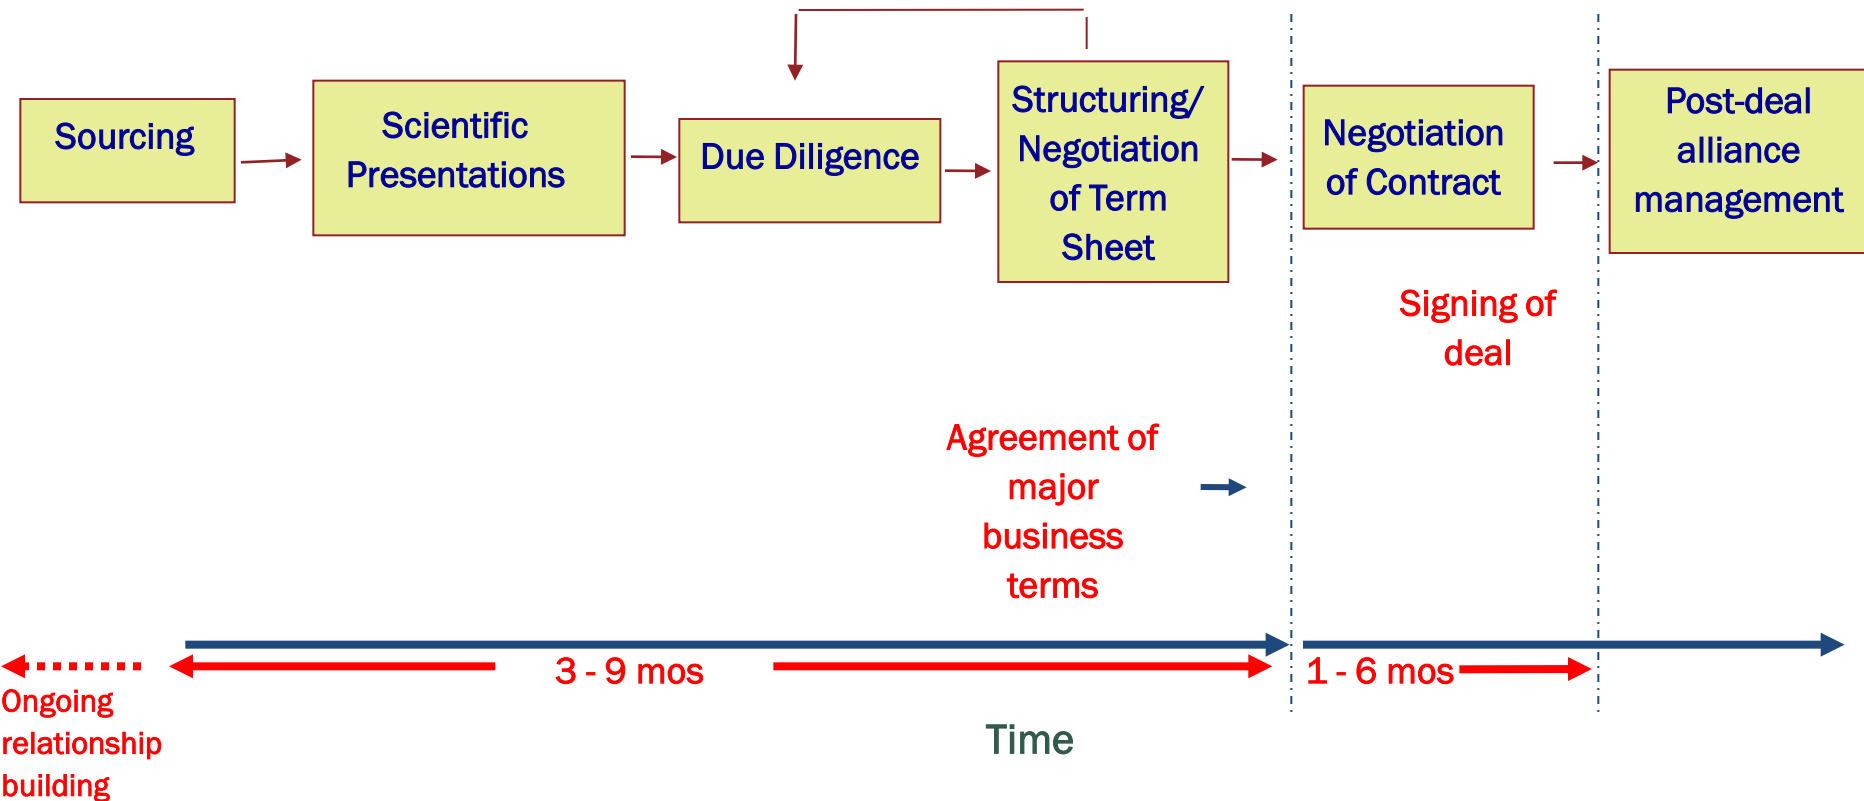 Sourcing
Scientific
Presentations
Due Diligence
Structuring/
Negotiation
of Term
Sheet
Negotiation
of Contract
Post-deal
alliance
management
Signing of
deal
Agreement of
major
business
terms
3 - 9 mos
1 - 6 mos
Ongoing
relationship
building
Time